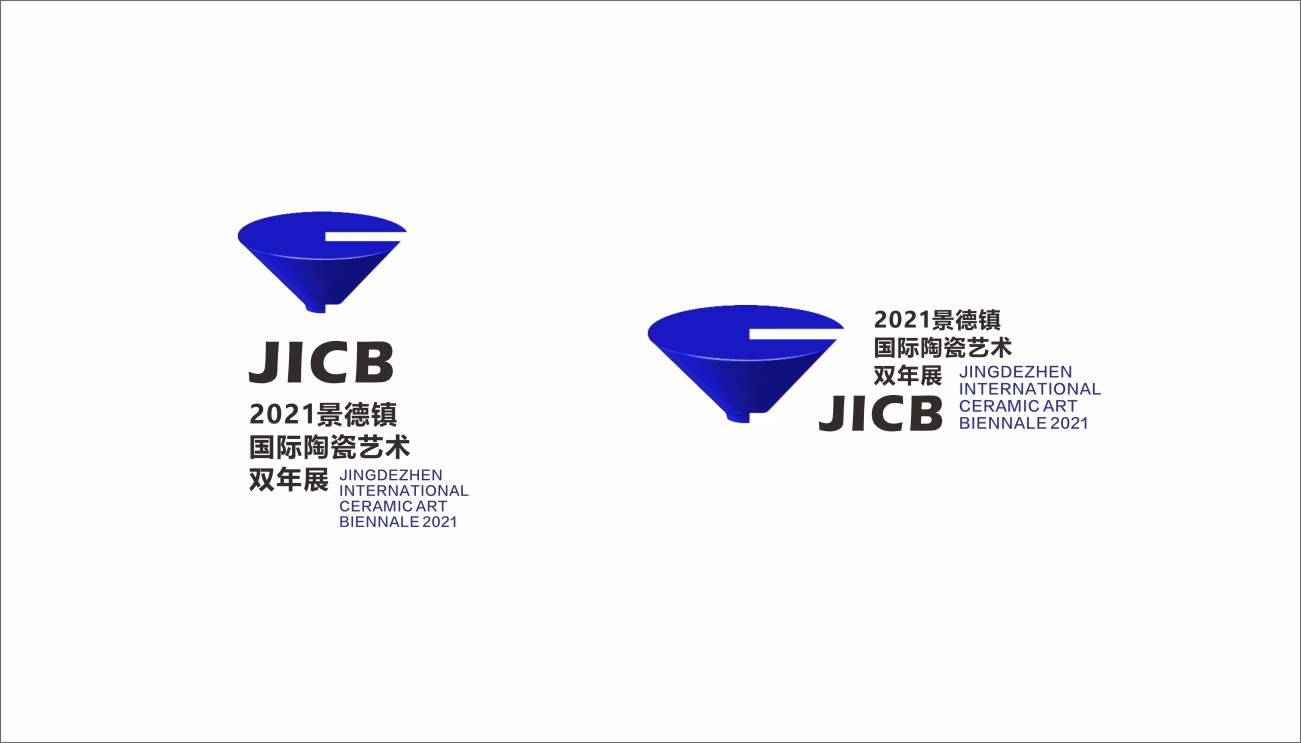 JICB
2021景德镇
国际陶瓷艺术
双年展
JINGDEZHEN
INTERNATIONAL
CERAMIC ART
BIENNALE 2021
2021景德镇
国际陶瓷艺术
双年展
JICB
JINGDEZHEN
INTERNATIONAL
CERAMIC ART
BIENNALE 2021